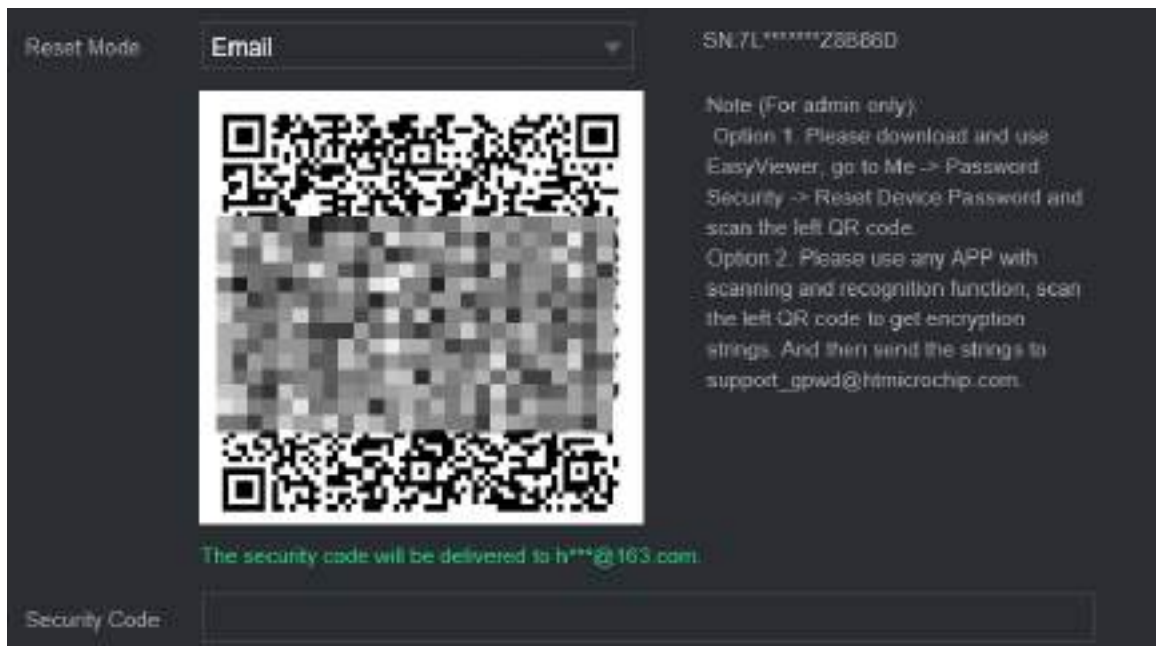 Reset Mode
Email
SN:7L*******Z8B86D
Note (For admin only):
Option 1. Please download and use
EasyViewer, go to Me -> Password
Security -> Reset Device Password and
scan the left QR code.
Option 2. Please use any APP with
scanning and recognition function, scan
the left QR code to get encryption
strings. And then send the strings to
support_gpwd@htmicrochip.com.
The security code will be delivered to h***@163.com.
Security Code